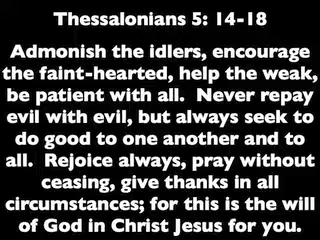 Thessalonians 5: 14-18
Admonish the idlers, encourage
the faint-hearted, help the weak,
be patient with all.  Never repay
evil with evil, but always seek to
do good to one another and to
all.  Rejoice always, pray without
ceasing, give thanks in all
circumstances; for this is the will
of God in Christ Jesus for you.